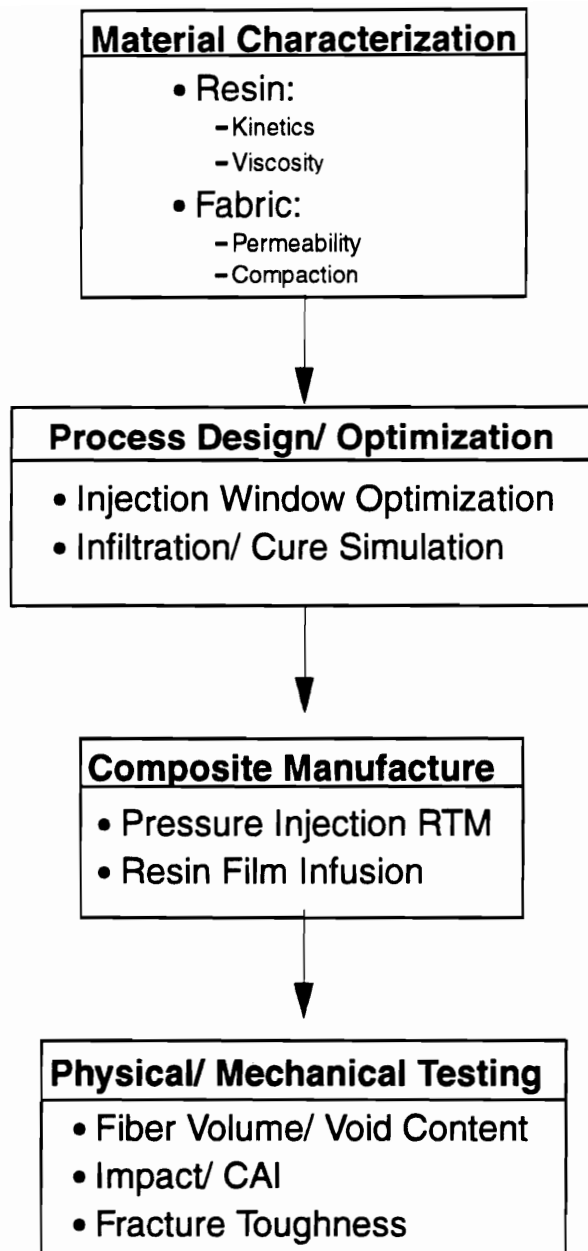 Material Characterization
• Resin:
– Kinetics
– Viscosity
• Fabric:
– Permeability
– Compaction
Process Design/ Optimization
• Injection Window Optimization
• Infiltration/ Cure Simulation
Composite Manufacture
• Pressure Injection RTM
• Resin Film Infusion
Physical/ Mechanical Testing
• Fiber Volume/ Void Content
• Impact/ CAI
• Fracture Toughness